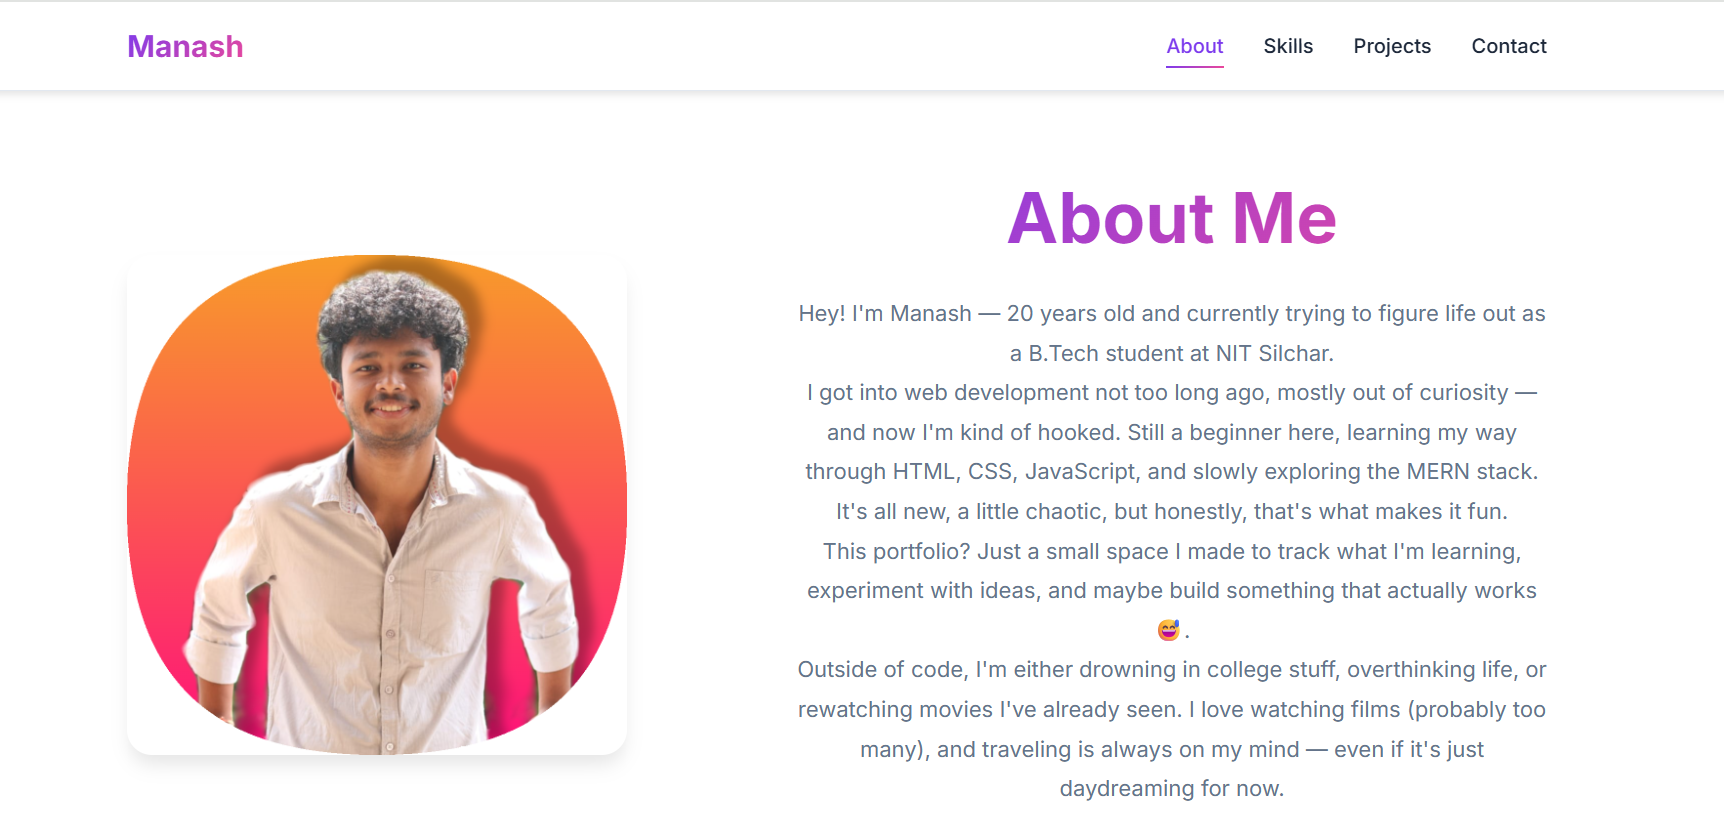 Manash
About
Skills
Projects
Contact
About Me
Hey! I'm Manash — 20 years old and currently trying to figure life out as
a B.Tech student at NIT Silchar.
I got into web development not too long ago, mostly out of curiosity —
and now I'm kind of hooked. Still a beginner here, learning my way
through HTML, CSS, JavaScript, and slowly exploring the MERN stack.
It's all new, a little chaotic, but honestly, that's what makes it fun.
This portfolio? Just a small space I made to track what I'm learning,
experiment with ideas, and maybe build something that actually works
😅.
Outside of code, I'm either drowning in college stuff, overthinking life, or
rewatching movies I've already seen. I love watching films (probably too
many), and traveling is always on my mind — even if it's just
daydreaming for now.